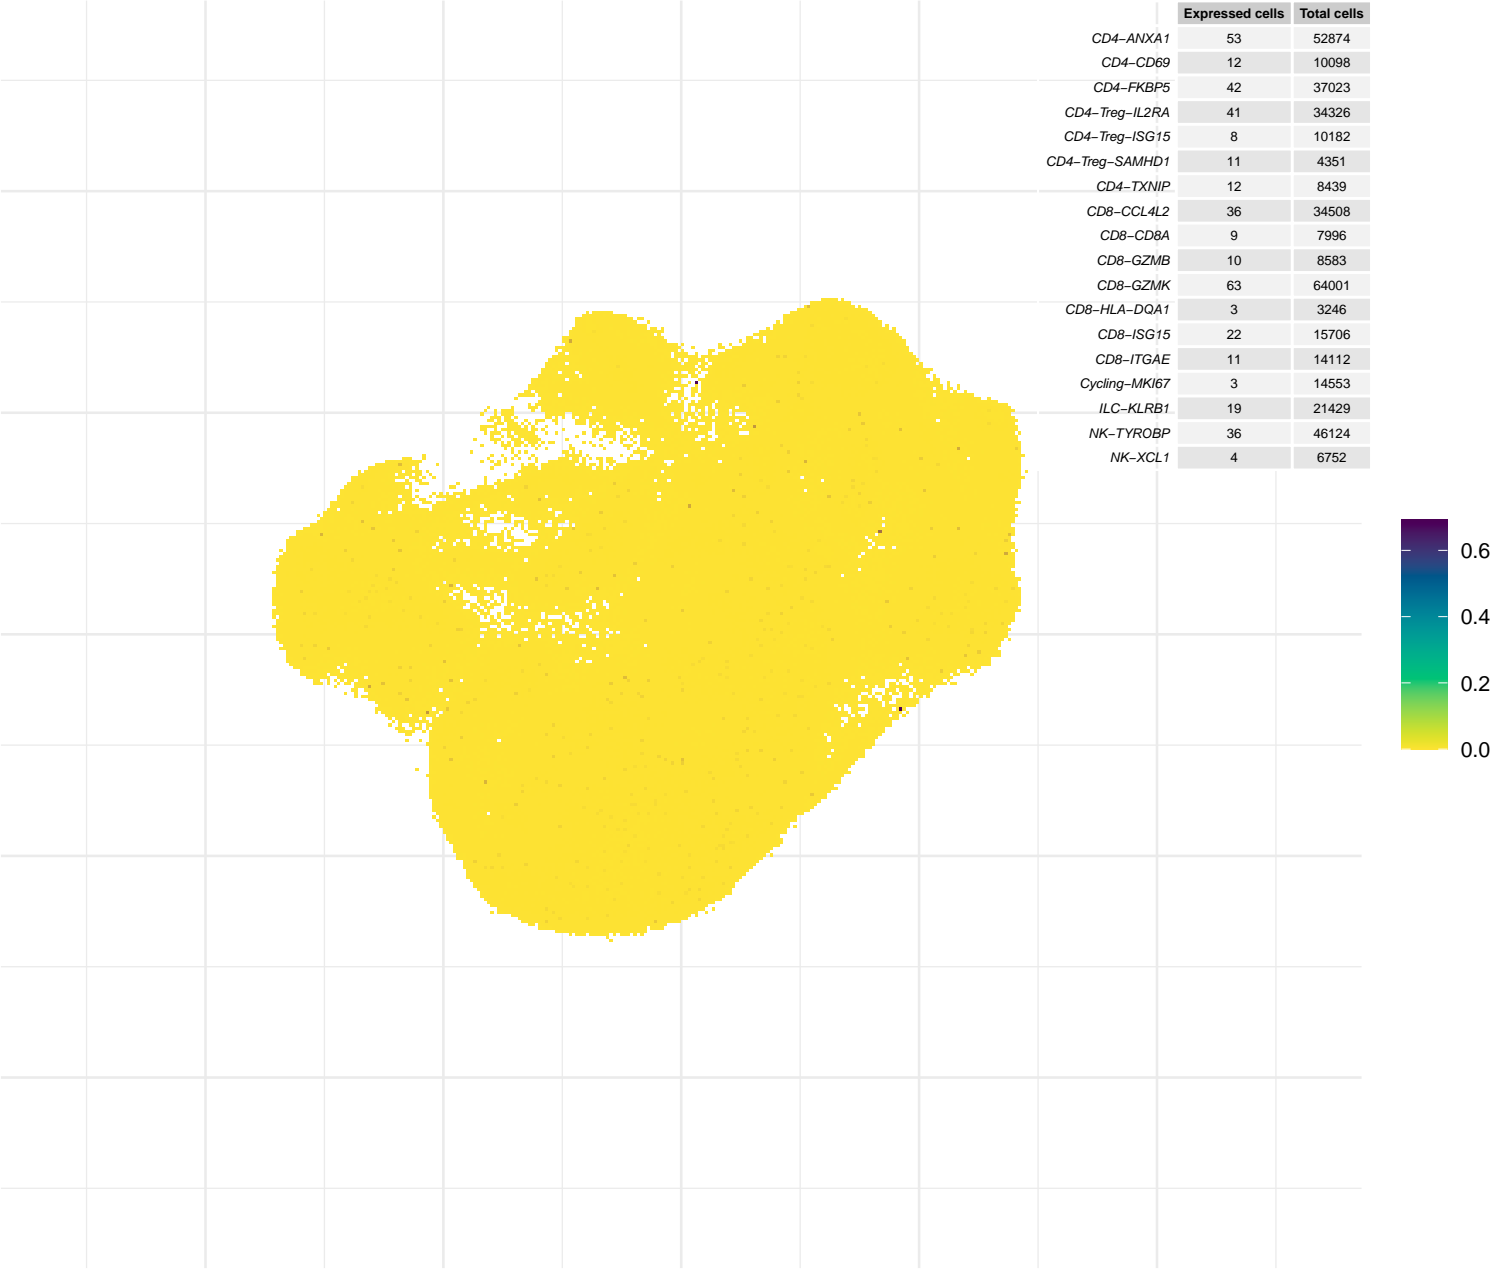 Expressed cells Total cells
CD4−ANXA1 53 52874
CD4−CD69 12 10098
CD4−FKBP5 42 37023
CD4−Treg−IL2RA 41 34326
CD4−Treg−ISG15 8 10182
CD4−Treg−SAMHD1 11 4351
CD4−TXNIP 12 8439
CD8−CCL4L2 36 34508
CD8−CD8A 9 7996
CD8−GZMB 10 8583
CD8−GZMK 63 64001
CD8−HLA−DQA1 3 3246
CD8−ISG15 22 15706
CD8−ITGAE 11 14112
Cycling−MKI67 3 14553
ILC−KLRB1 19 21429
NK−TYROBP 36 46124
NK−XCL1 4 6752
0.6
0.4
0.2
0.0